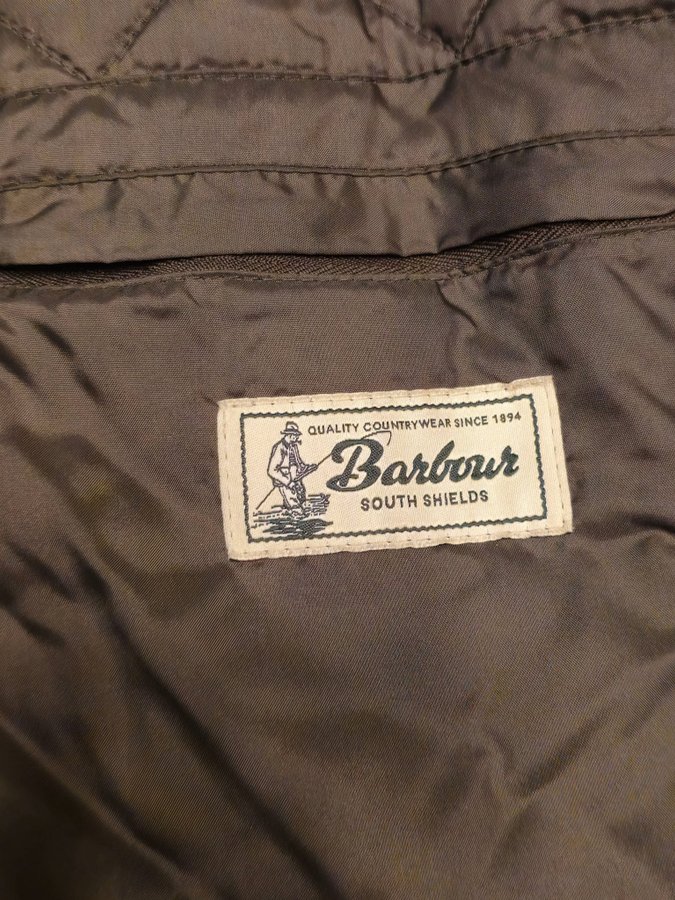 QUALITY COUNTRYWEAR SINCE 1894
Barbour
SOUTH SHIELDS